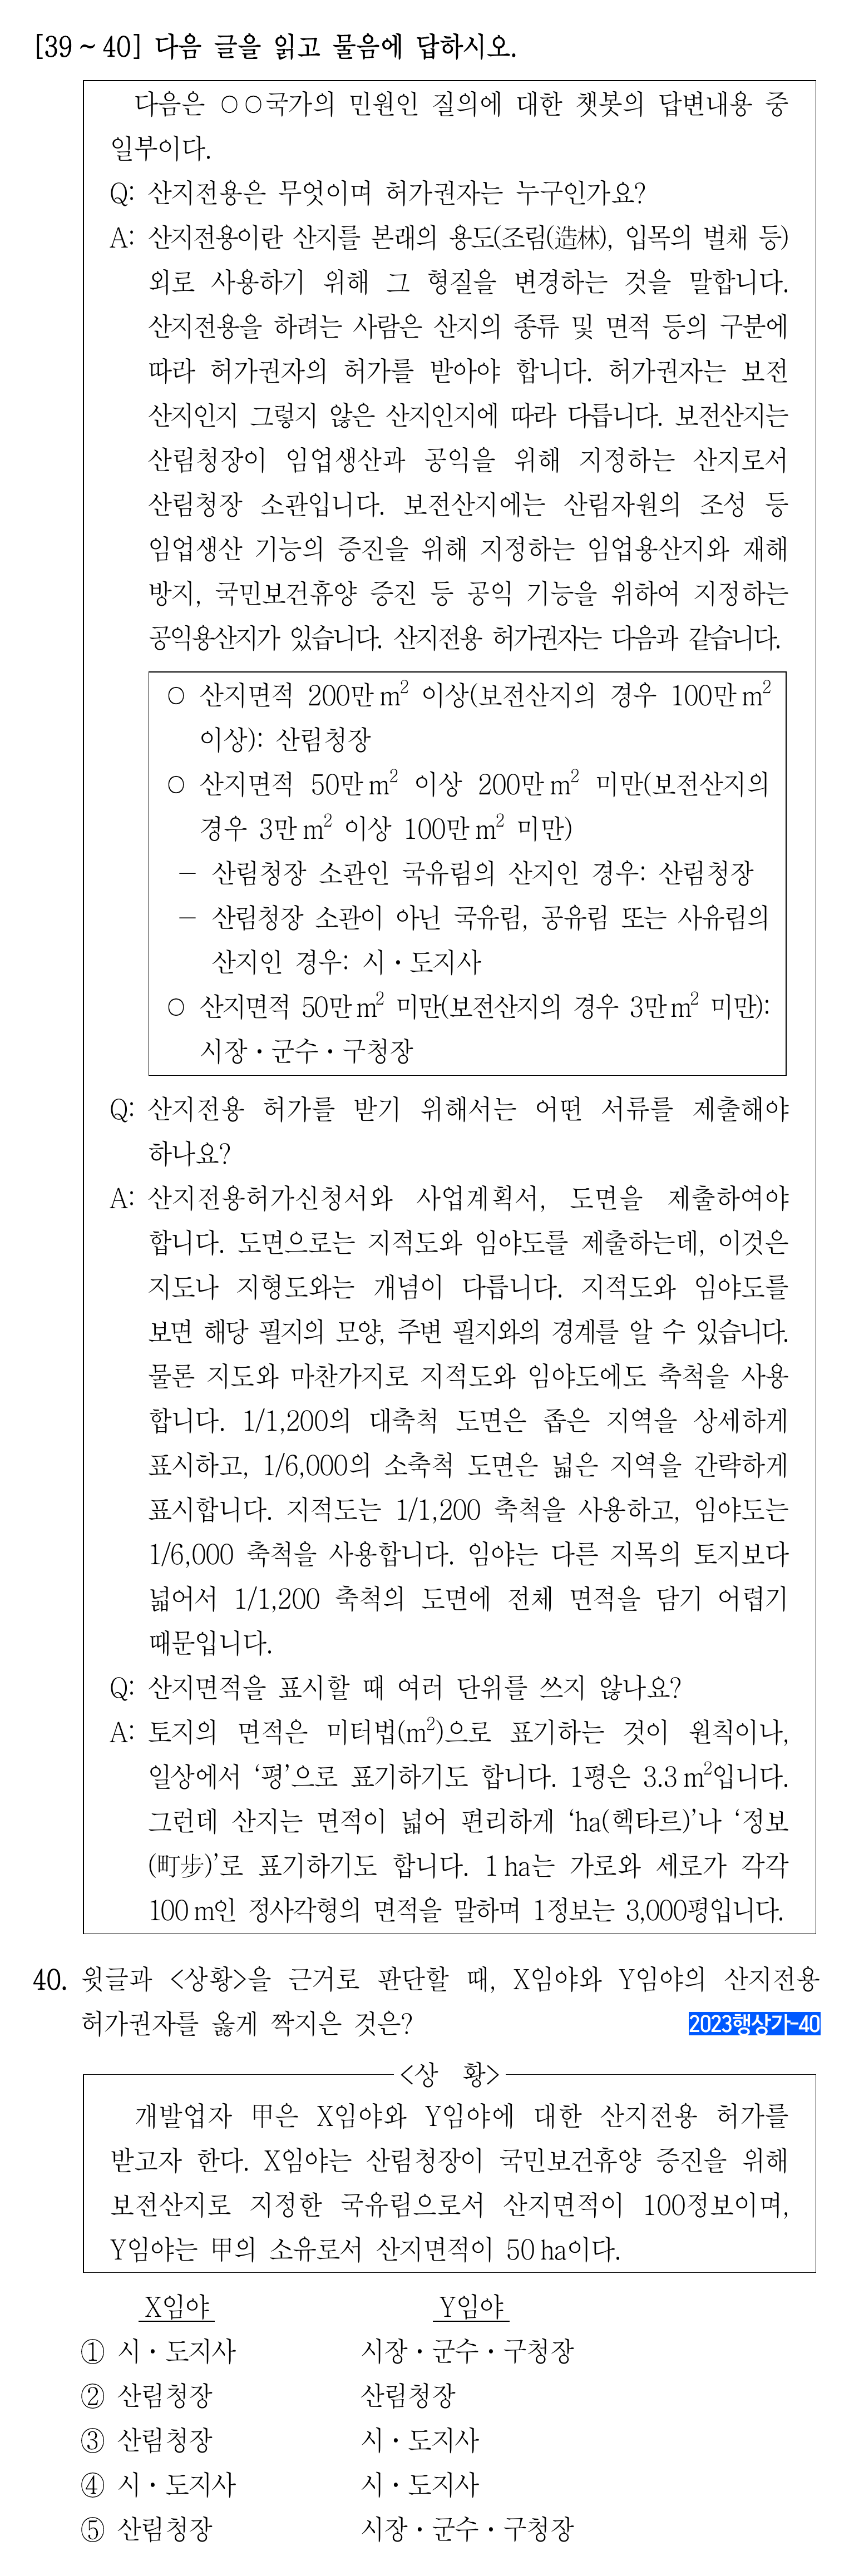 [39~40] 다음 글을 읽고 물음에 답하시오.
다음은 ○○국가의 민원인 질의에 대한 챗봇의 답변내용 중
일부이다.
Q: 산지전용은 무엇이며 허가권자는 누구인가요?
A: 산지전용이란 산지를 본래의 용도(조림(造林), 입목의 벌채 등)
외로 사용하기 위해 그 형질을 변경하는 것을 말합니다.
산지전용을 하려는 사람은 산지의 종류 및 면적 등의 구분에
따라 허가권자의 허가를 받아야 합니다. 허가권자는 보전
산지인지 그렇지 않은 산지인지에 따라 다릅니다. 보전산지는
산림청장이 임업생산과 공익을 위해 지정하는 산지로서
산림청장 소관입니다. 보전산지에는 산림자원의 조성 등
임업생산 기능의 증진을 위해 지정하는 임업용산지와 재해
방지, 국민보건휴양 증진 등 공익 기능을 위하여 지정하는
공익용산지가 있습니다. 산지전용 허가권자는 다음과 같습니다.
○ 산지면적 200만m² 이상(보전산지의 경우 100만m²
이상): 산림청장
○ 산지면적 50만m² 이상 200만m² 미만(보전산지의
경우 3만m² 이상 100만m² 미만)
- 산림청장 소관인 국유림의 산지인 경우: 산림청장
- 산림청장 소관이 아닌 국유림, 공유림 또는 사유림의
산지인 경우: 시·도지사
○ 산지면적 50만m² 미만(보전산지의 경우 3만m² 미만):
시장·군수·구청장
Q: 산지전용 허가를 받기 위해서는 어떤 서류를 제출해야
하나요?
A: 산지전용허가신청서와 사업계획서, 도면을 제출하여야
합니다. 도면으로는 지적도와 임야도를 제출하는데, 이것은
지도나 지형도와는 개념이 다릅니다. 지적도와 임야도를
보면 해당 필지의 모양, 주변 필지와의 경계를 알 수 있습니다.
물론 지도와 마찬가지로 지적도와 임야도에도 축척을 사용
합니다. 1/1,200의 대축척 도면은 좁은 지역을 상세하게
표시하고, 1/6,000의 소축척 도면은 넓은 지역을 간략하게
표시합니다. 지적도는 1/1,200 축척을 사용하고, 임야도는
1/6,000 축척을 사용합니다. 임야는 다른 지목의 토지보다
넓어서 1/1,200 축척의 도면에 전체 면적을 담기 어렵기
때문입니다.
Q: 산지면적을 표시할 때 여러 단위를 쓰지 않나요?
A: 토지의 면적은 미터법(m²)으로 표기하는 것이 원칙이나,
일상에서 ‘평’으로 표기하기도 합니다. 1평은 3.3m²입니다.
그런데 산지는 면적이 넓어 편리하게 ‘ha(헥타르)’나 ‘정보
(町步)’로 표기하기도 합니다. 1ha는 가로와 세로가 각각
100m인 정사각형의 면적을 말하며 1정보는 3,000평입니다.
40. 윗글과 <상황>을 근거로 판단할 때, X임야와 Y임야의 산지전용
허가권자를 옳게 짝지은 것은? 2023행상가-40
<상 황>
개발업자 甲은 X임야와 Y임야에 대한 산지전용 허가를
받고자 한다. X임야는 산림청장이 국민보건휴양 증진을 위해
보전산지로 지정한 국유림으로서 산지면적이 100정보이며,
Y임야는 甲의 소유로서 산지면적이 50ha이다.
X임야 Y임야
① 시·도지사 시장·군수·구청장
② 산림청장 산림청장
③ 산림청장 시·도지사
④ 시·도지사 시·도지사
⑤ 산림청장 시장·군수·구청장